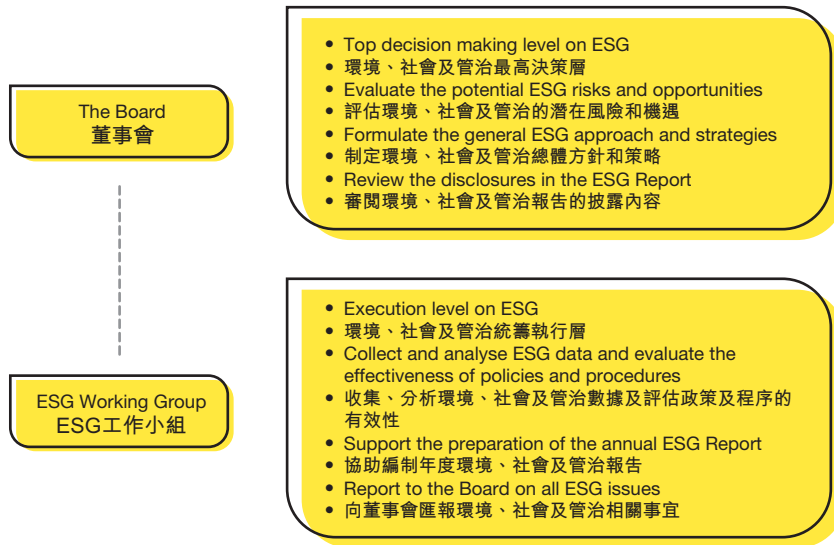 The Board
董事會
• Top decision making level on ESG
• 環境、社會及管治最高決策層
• Evaluate the potential ESG risks and opportunities
• 評估環境、社會及管治的潛在風險和機遇
• Formulate the general ESG approach and strategies
• 制定環境、社會及管治總體方針和策略
• Review the disclosures in the ESG Report
• 審閱環境、社會及管治報告的披露內容
ESG Working Group
ESG工作小組
• Execution level on ESG
• 環境、社會及管治統籌執行層
• Collect and analyse ESG data and evaluate the
effectiveness of policies and procedures
• 收集、分析環境、社會及管治數據及評估政策及程序的
有效性
• Support the preparation of the annual ESG Report
• 協助編制年度環境、社會及管治報告
• Report to the Board on all ESG issues
• 向董事會匯報環境、社會及管治相關事宜